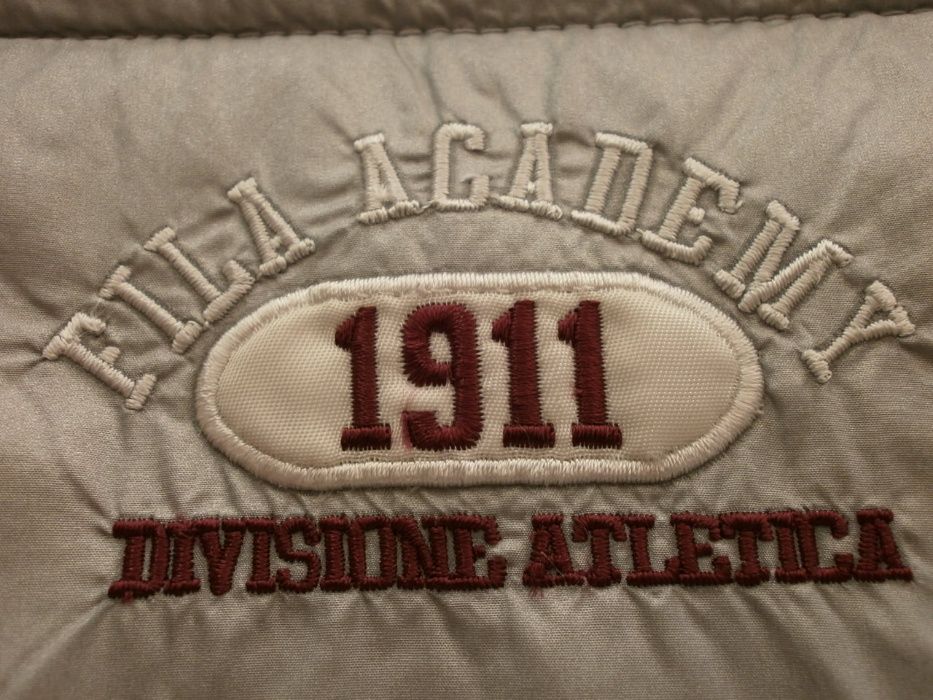 FILA ACADEMY
1911
DIVISIONE ATLETICA